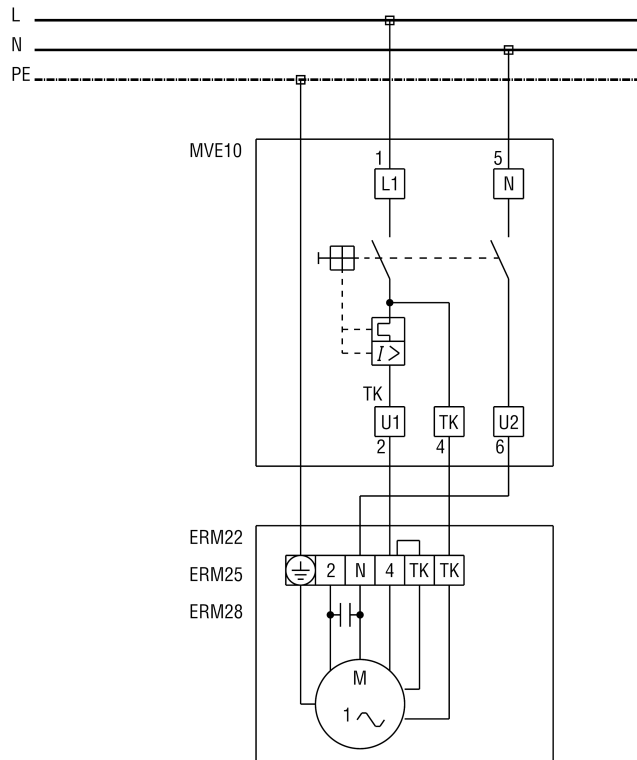 L
N
PE
MVE10
1 5
L1 N
I >
TK
U1 TK U2
2 4 6
ERM22
ERM25
ERM28
2 N 4 TK TK
M
1